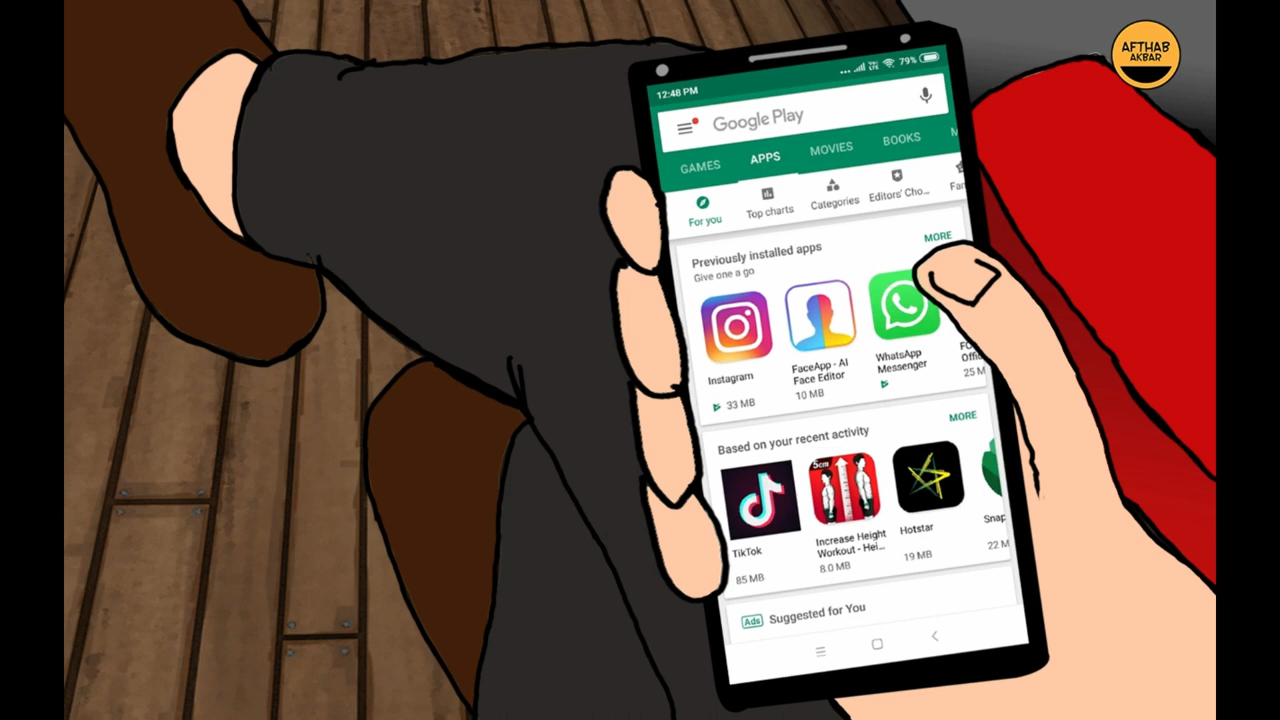 AFTHAB
AKBAR
12:48 PM
79%
Google Play
GAMES APPS MOVIES BOOKS M
For you Top charts Categories Editors' Cho... Fam
Previously installed apps MORE
Give one a go
Instagram
33 MB
FaceApp - AI
Face Editor
10 MB
WhatsApp
Messenger
25 M
Based on your recent activity MORE
TikTok
85 MB
5cm
Increase Height
Workout - Hei...
8.0 MB
Hotstar
19 MB
Snap
22 M
Ads Suggested for You